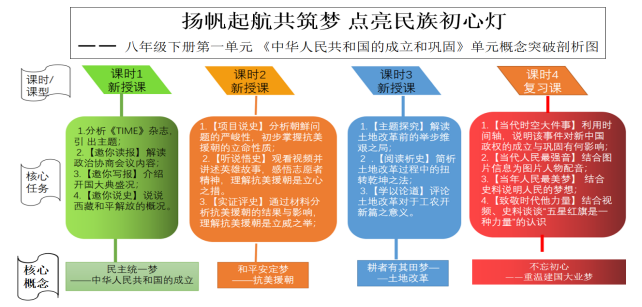 扬帆起航共筑梦 点亮民族初心灯
—— 八年级下册第一单元《中华人民共和国的成立和巩固》单元概念突破剖析图
课时/
课型
课时1
新授课
课时2
新授课
课时3
新授课
课时4
复习课
核心
任务
1.分析《TIME》杂志,
引出主题;
2.【邀你读报】解读
政治协商会议内容;
3.【邀你写报】介绍
开国大典盛况;
4.【邀你说史】说说
西藏和平解放的概况。
1.【项目说史】分析朝鲜问
题的严峻性,初步掌握抗美
援朝的立命性质;
2.【听说悟史】观看视频并
讲述英雄故事,感悟志愿者
精神,理解抗美援朝是立心
之措。
3.【实证评史】通过材料分
析抗美援朝的结果与影响,
理解抗美援朝是立威之举;
1.【主题探究】解读
土地改革前的举步维
艰之局;
2 .【阅读析史】简析
土地改革过程中的扭
转乾坤之法;
3.【学以论道】评论
土地改革对于工农开
新篇之意义。
1.【当代时空大件事】利用时
间轴,说明该事件对新中国
政权的成立与巩固有何影响;
2.【当代人民最强音】结合图
片信息为图片人物配音;
3.【当年人民最美梦】 结合
史料说明人民的梦想;
4.【致敬时代他力量】结合视
频、史料谈谈“五星红旗是一
种力量”的认识
核心
概念
民主统一梦
——中华人民共和国的成立
和平安定梦
——抗美援朝
耕者有其田梦—
—土地改革
不忘初心
——重温建国大业梦